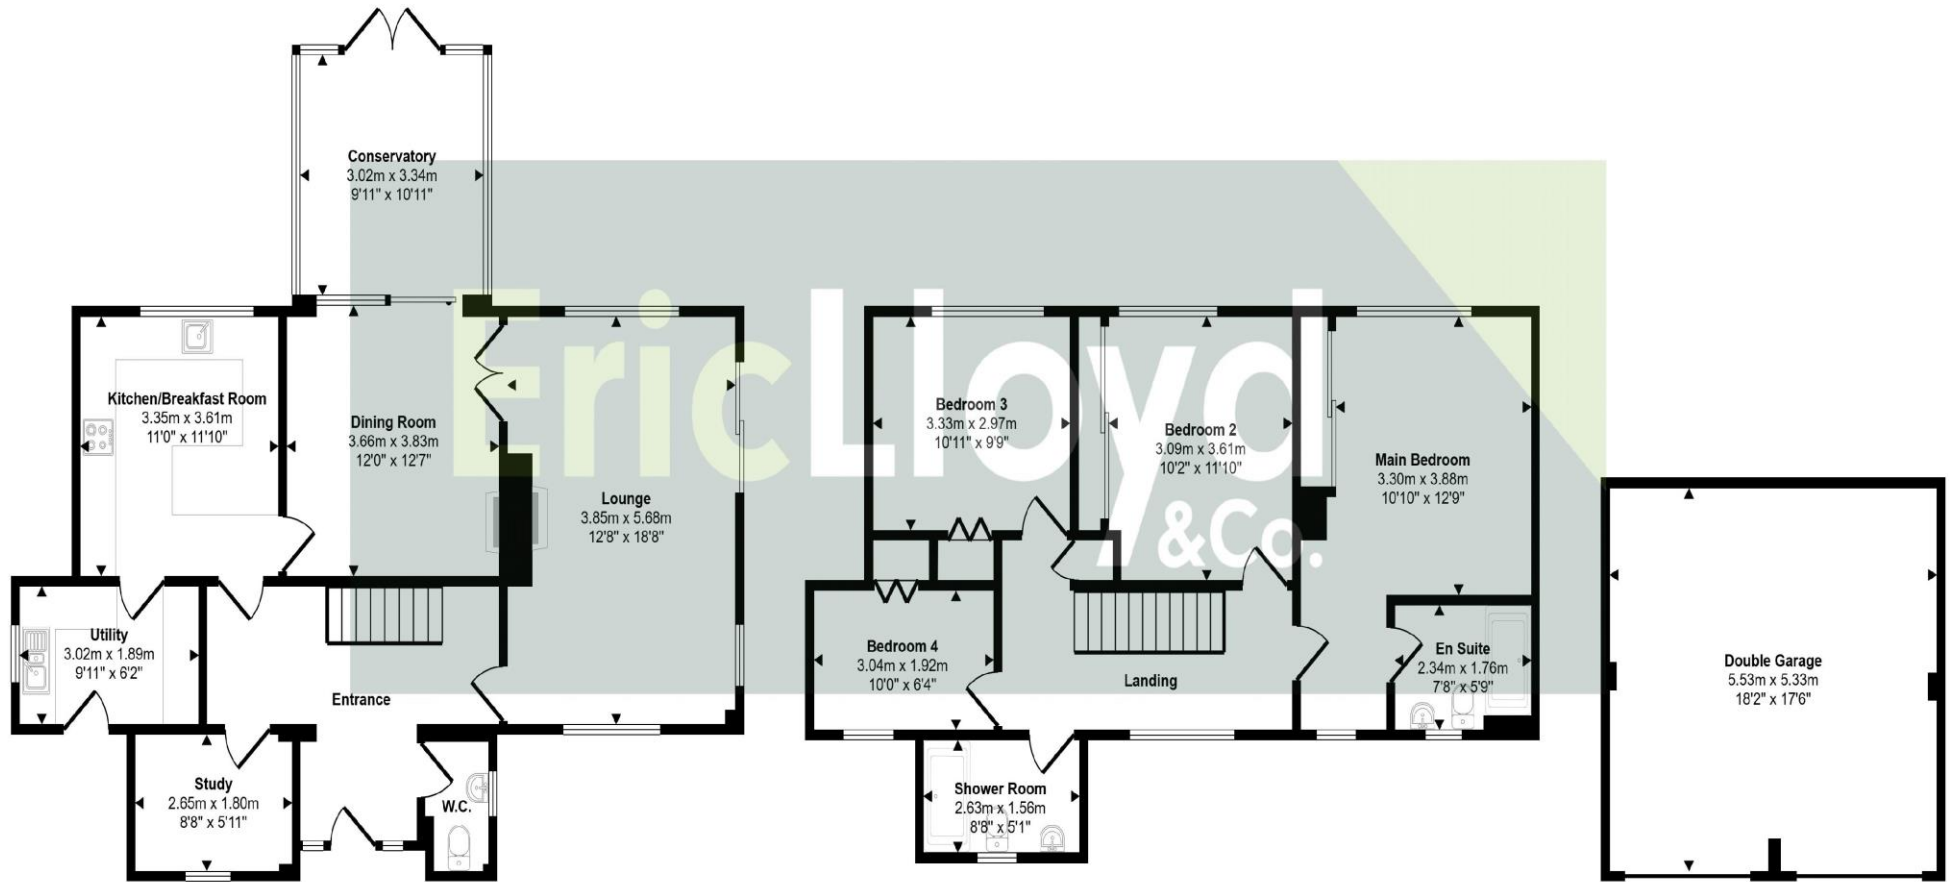 Conservatory
3.02m x 3.34m
9'11" x 10'11"
Kitchen/Breakfast Room
3.35m x 3.61m
11'0" x 11'10"
Dining Room
3.66m x 3.83m
12'0" x 12'7"
Lounge
3.85m x 5.68m
12'8" x 18'8"
Utility
3.02m x 1.89m
9'11" x 6'2"
Entrance
Study
2.65m x 1.80m
8'8" x 5'11"
W.C.
EricLloyd
&Co.
Bedroom 3
3.33m x 2.97m
10'11" x 9'9"
Bedroom 2
3.09m x 3.61m
10'2" x 11'10"
Main Bedroom
3.30m x 3.88m
10'10" x 12'9"
Bedroom 4
3.04m x 1.92m
10'0" x 6'4"
Landing
En Suite
2.34m x 1.76m
7'8" x 5'9"
Shower Room
2.63m x 1.56m
8'8" x 5'1"
Double Garage
5.53m x 5.33m
18'2" x 17'6"